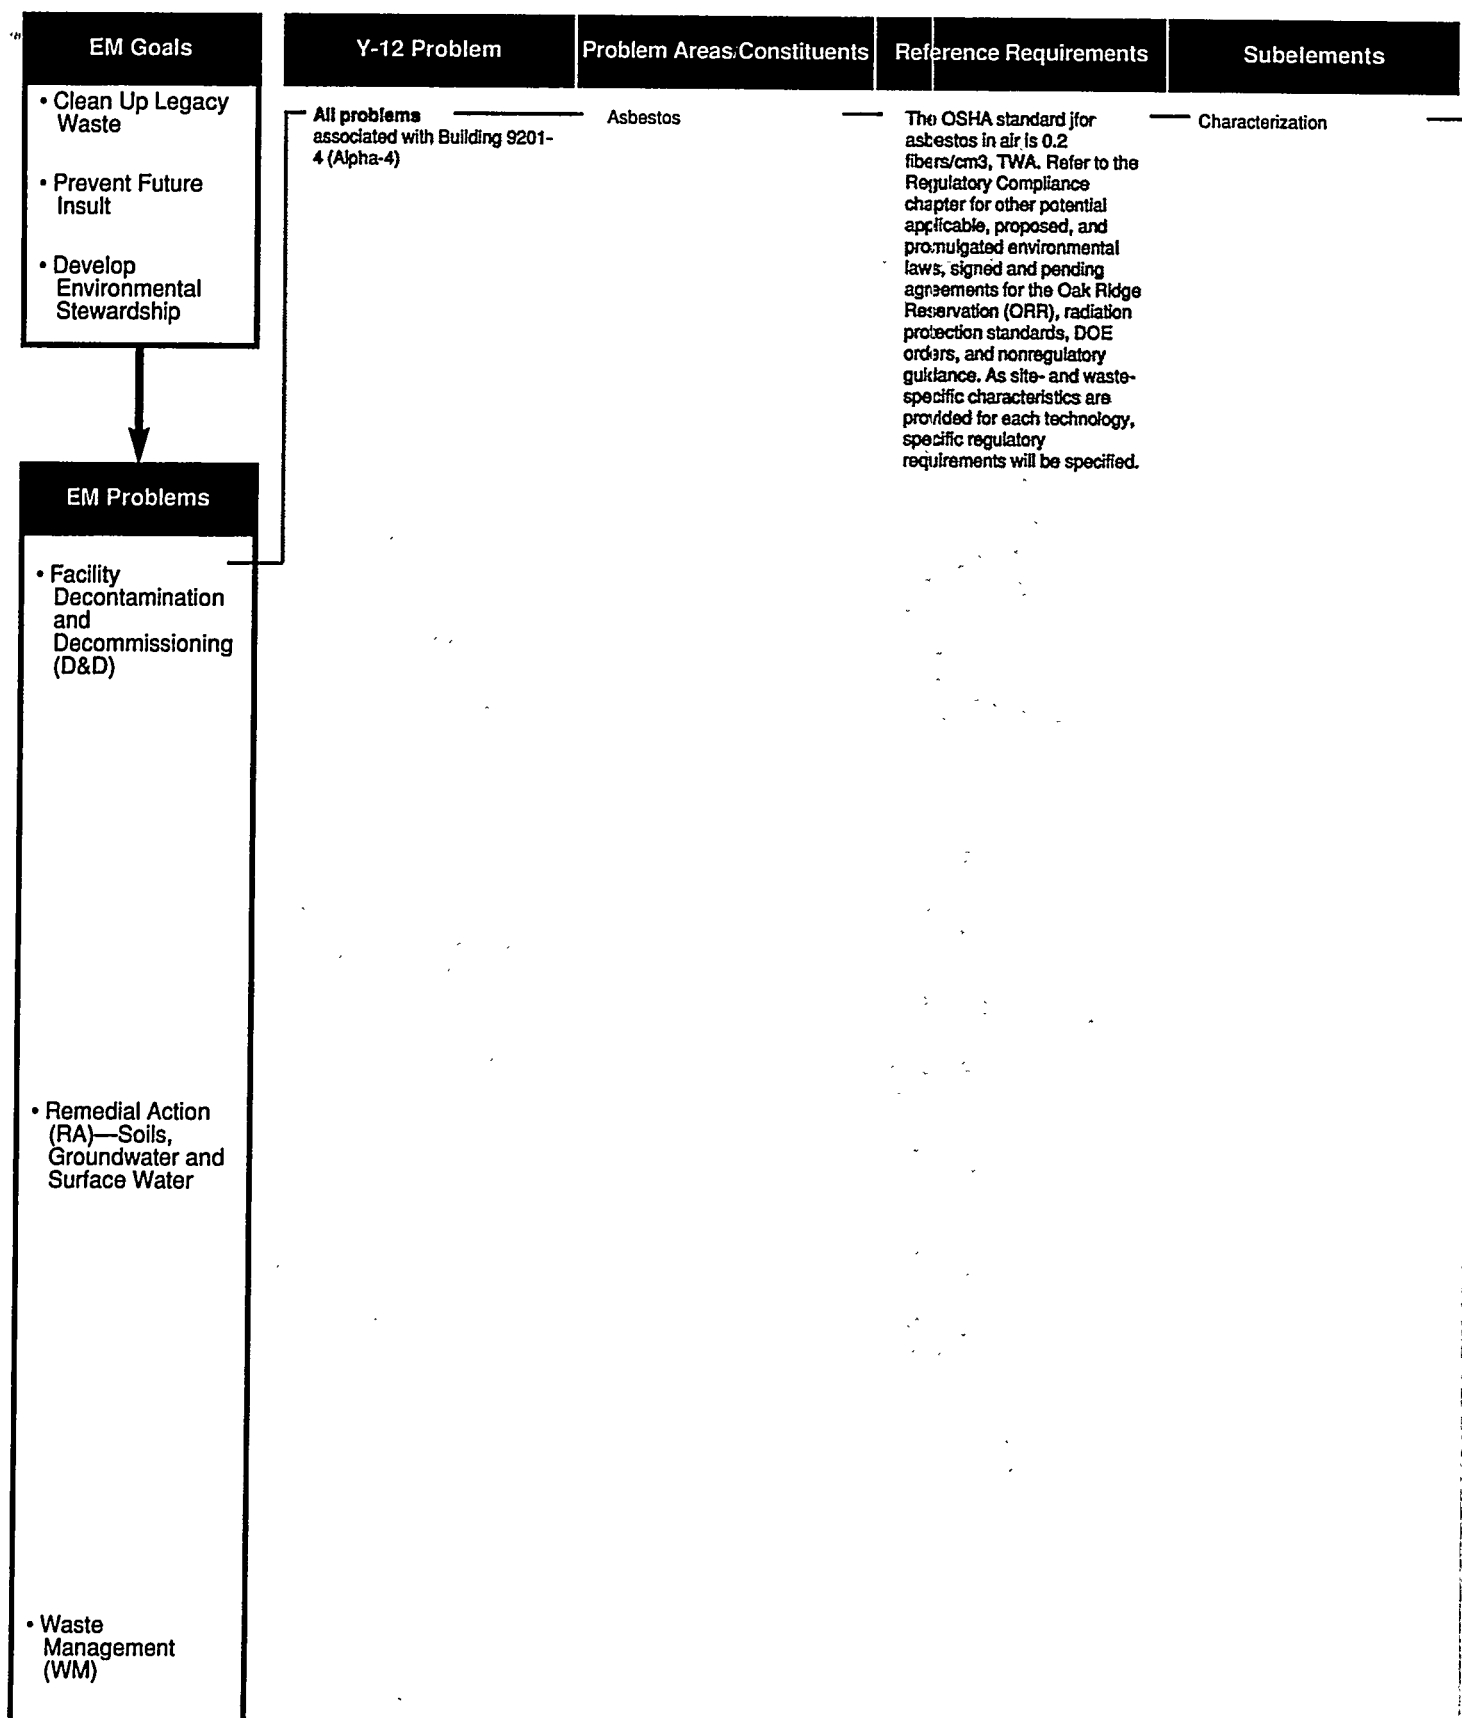 EM Goals
• Clean Up Legacy
Waste
• Prevent Future
Insult
• Develop
Environmental
Stewardship
EM Problems
• Facility
Decontamination
and
Decommissioning
(D&D)
• Remedial Action
(RA)—Soils,
Groundwater and
Surface Water
• Waste
Management
(WM)
Y-12 Problem
All problems
associated with Building 9201-
4 (Alpha-4)
Problem Areas/Constituents
Asbestos
Reference Requirements
The OSHA standard jfor
asbestos in air is 0.2
fibers/cm3, TWA. Refer to the
Regulatory Compliance
chapter for other potential
applicable, proposed, and
promulgated environmental
laws, signed and pending
agreements for the Oak Ridge
Reservation (ORR), radiation
protection standards, DOE
orders, and nonregulatory
guidance. As site- and waste-
specific characteristics are
provided for each technology,
specific regulatory
requirements will be specified.
Subelements
Characterization